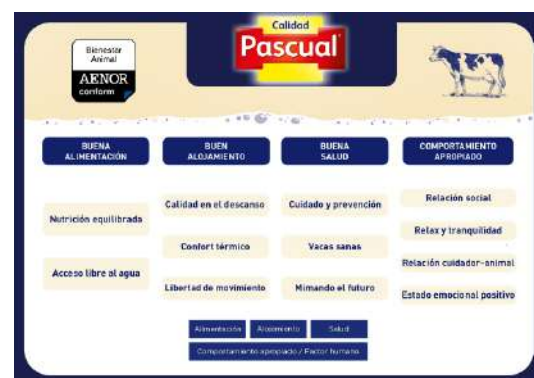 Calidad
Pascual
Bienestar
Animal
AENOR
conform
BUENA
ALIMENTACIÓN
BUEN
ALOJAMIENTO
BUENA
SALUD
COMPORTAMIENTO
APROPIADO
Nutrición equilibrada
Acceso libre al agua
Calidad en el descanso
Confort térmico
Libertad de movimiento
Cuidado y prevención
Vacas sanas
Mimando el futuro
Relación social
Relax y tranquilidad
Relación cuidador-animal
Estado emocional positivo
Alimentación
Alojamiento
Salud
Comportamiento apropiado / Factor humano